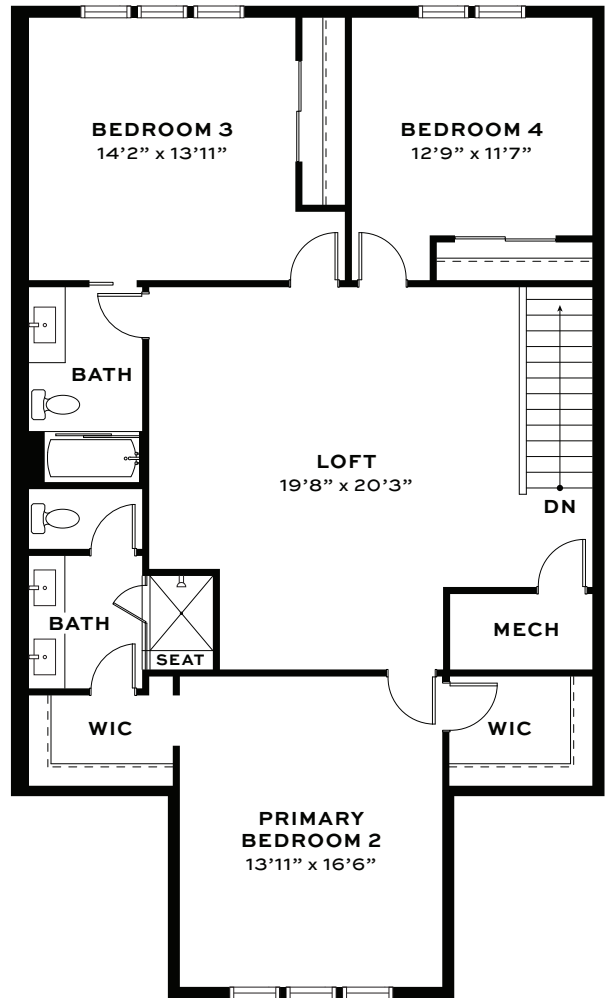 BEDROOM 3
14’2” x 13’11”
BEDROOM 4
12’9” x 11’7”
BATH
LOFT
19’8” x 20’3”
DN
BATH
SEAT
MECH
WIC
WIC
PRIMARY
BEDROOM 2
13’11” x 16’6”